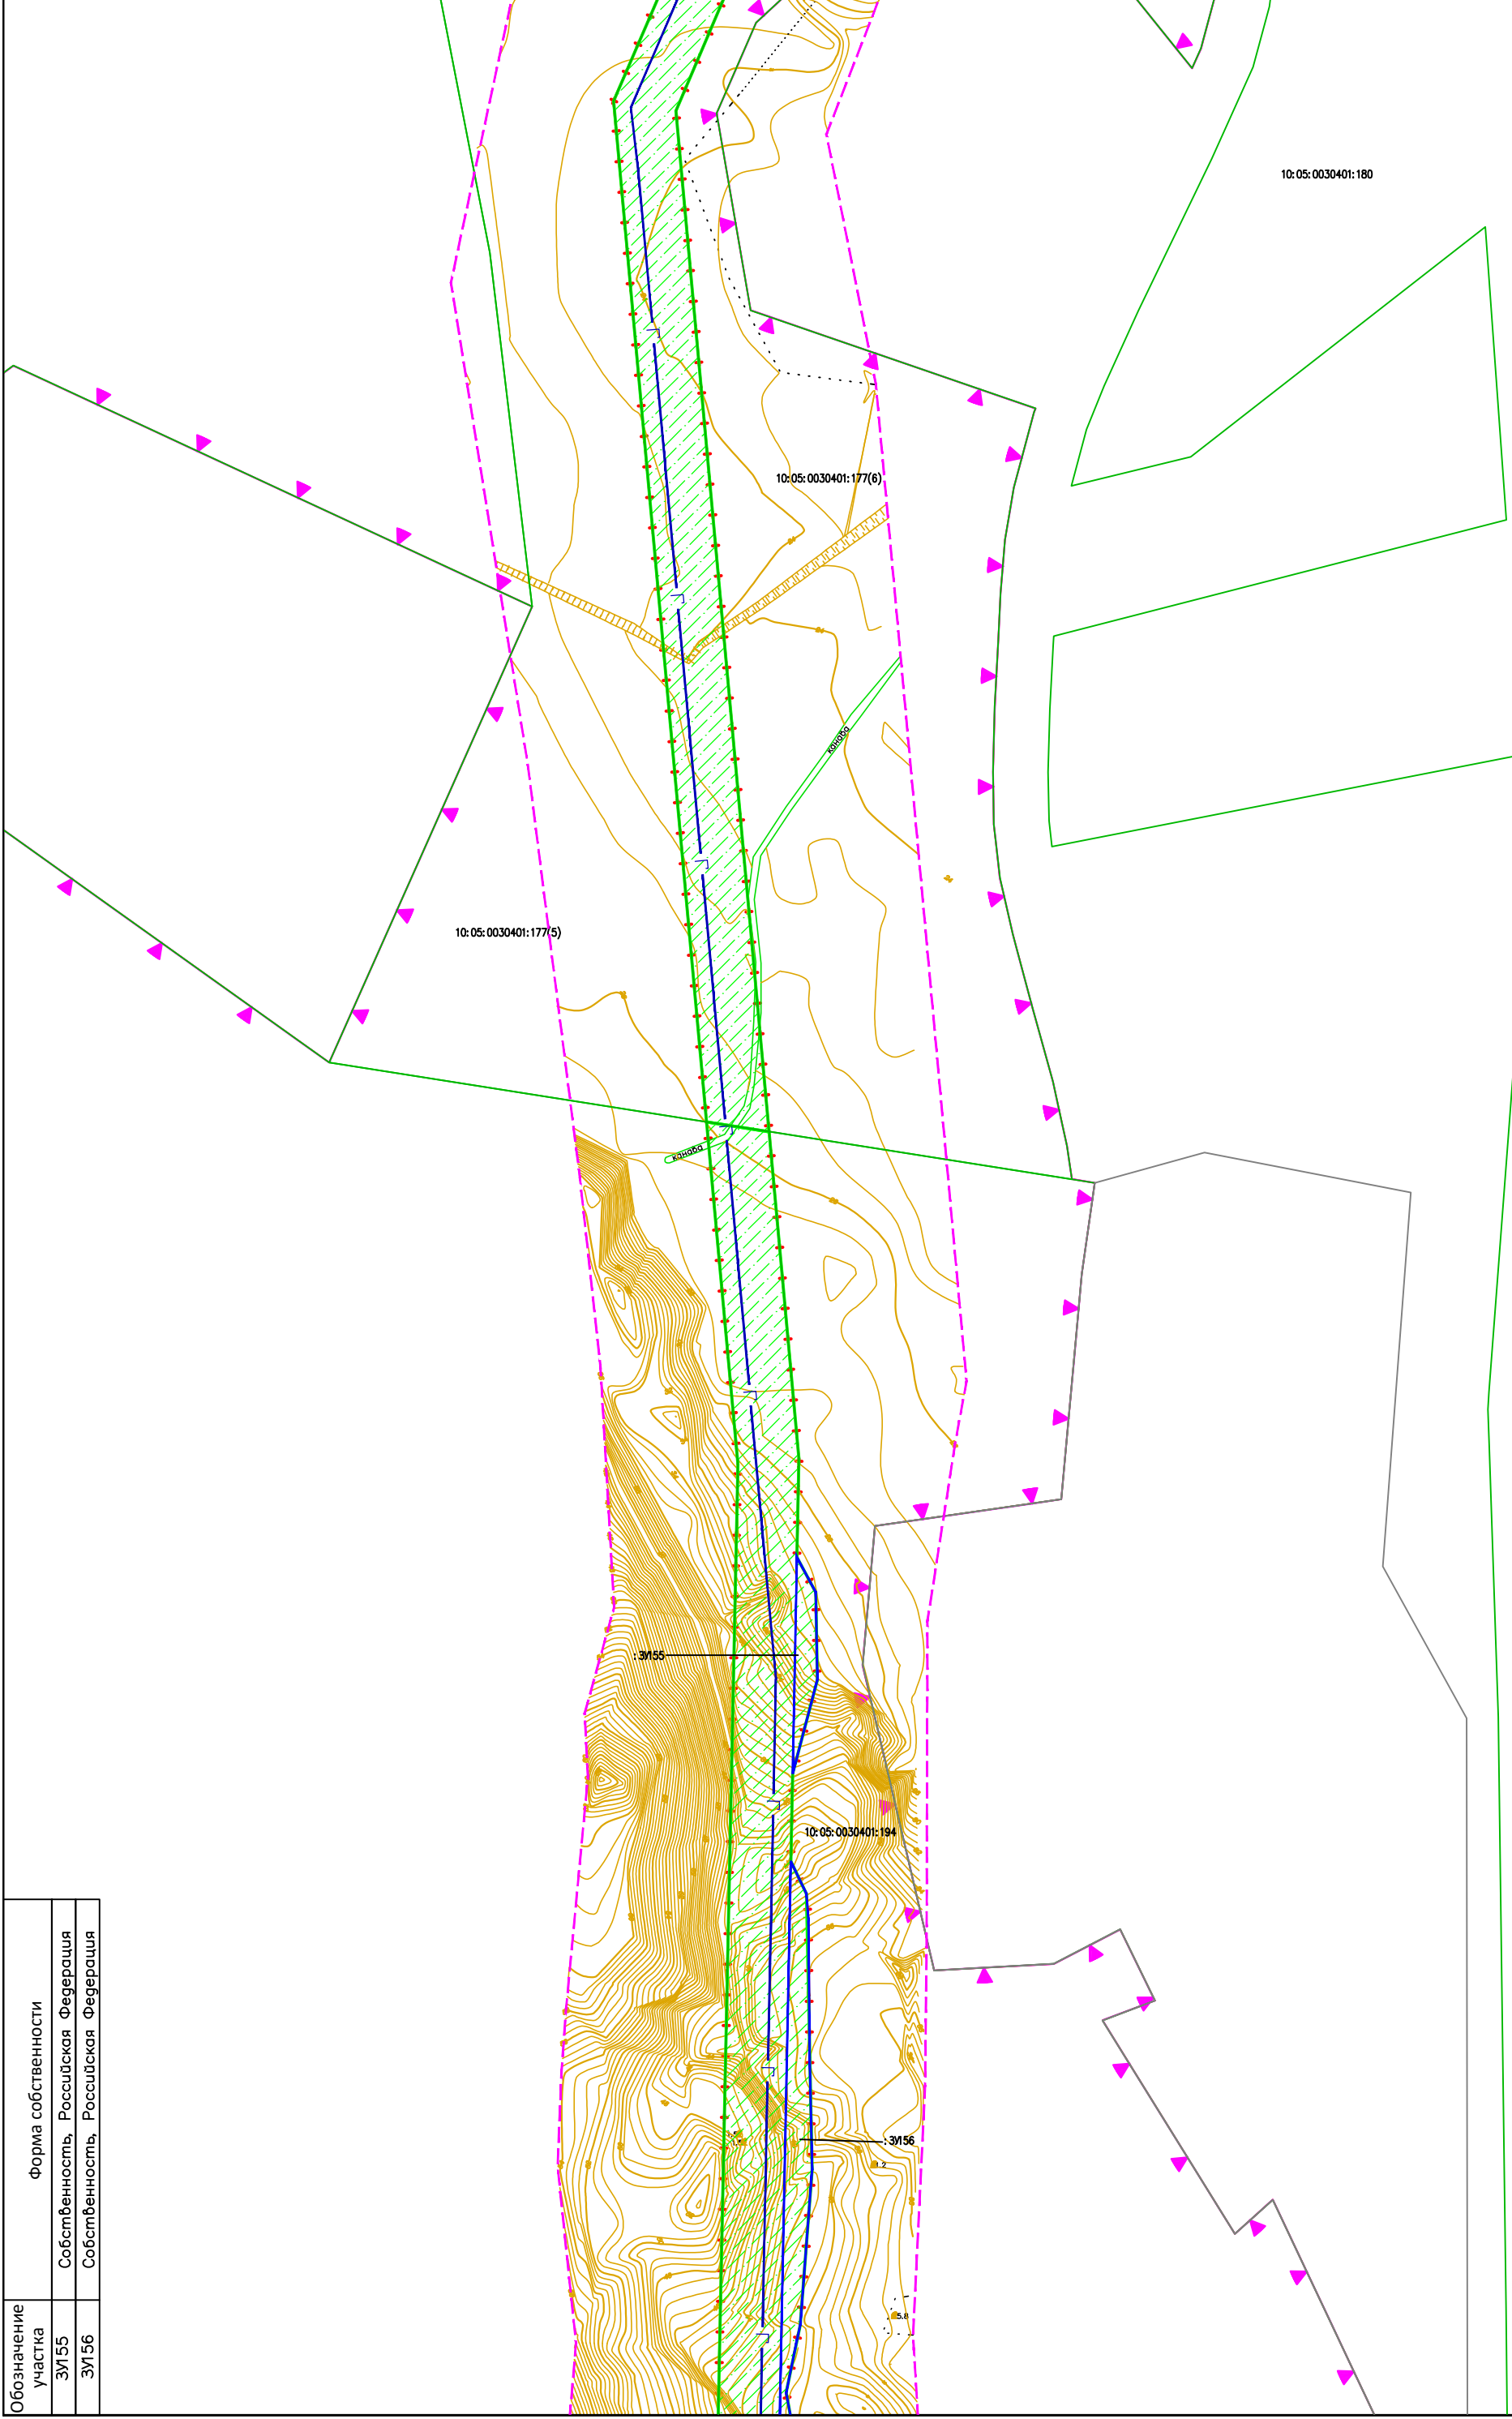 10:05:0030401:180
10:05:0030401:177(6)
канава
10:05:0030401:177(5)
канава
:ЗУ155
10:05:0030401:194
:ЗУ156
Обозначение участка
Форма собственности
ЗУ155
Собственность, Российская Федерация
ЗУ156
Собственность, Российская Федерация